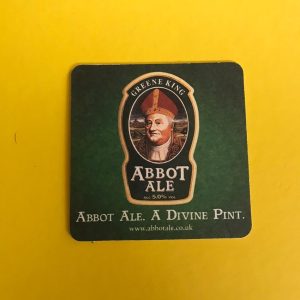 GREENE KING
ABBOT
ALE
ALC 5.0% VOL
ABBOT ALE. A DIVINE PINT.
www.abbotale.co.uk